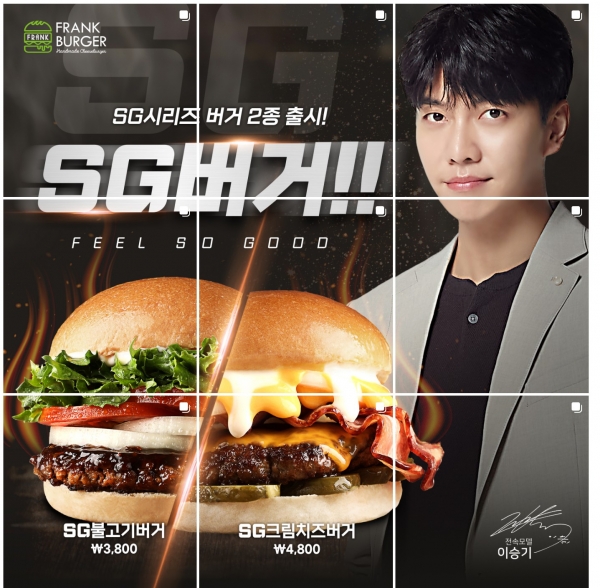 FRANK
BURGER
Handmade Cheeseburger
FRANK
SG
SG시리즈 버거 2종 출시!
SG버거!!
FEEL SO GOOD
SG불고기버거
₩3,800
SG크림치즈버거
₩4,800
전속모델
이승기